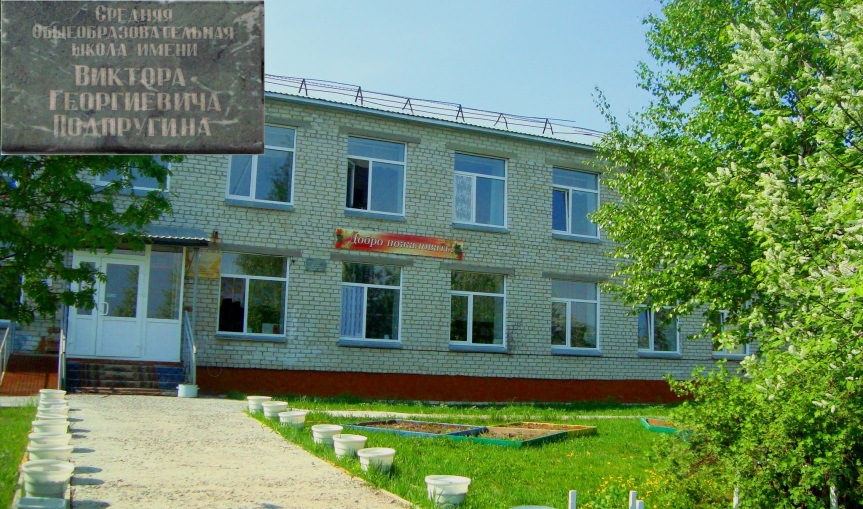 Средняя
общеобразовательная
школа имени
Виктора
Георгиевича
Подпругина
Добро пожаловать!